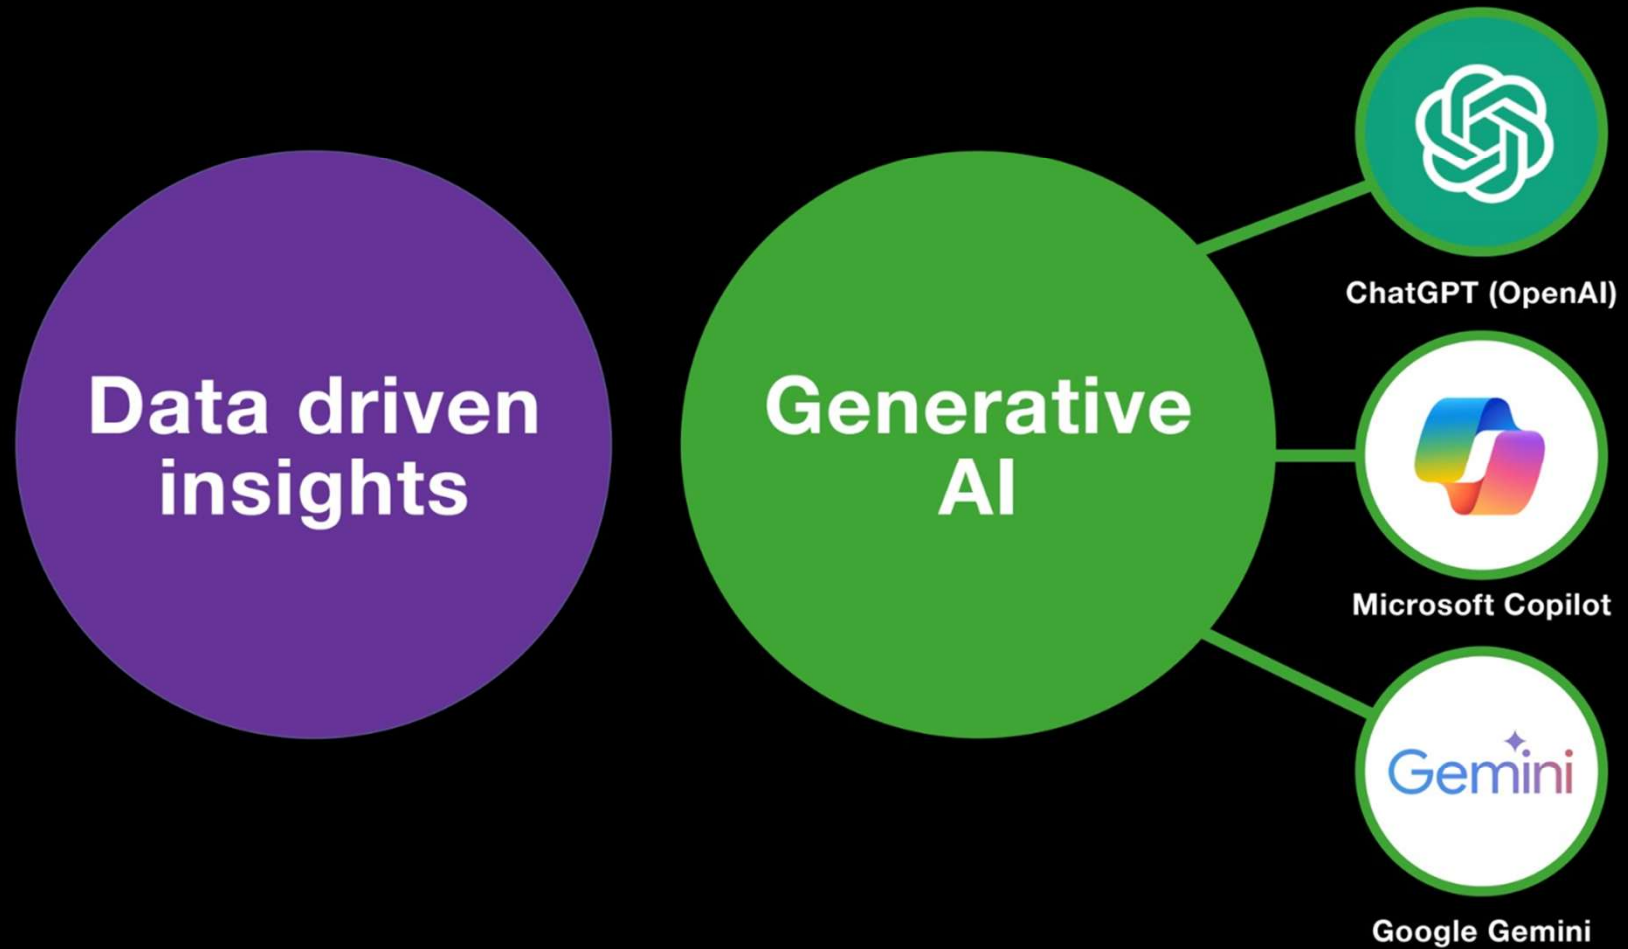 Data driven
insights
Generative
AI
ChatGPT (OpenAI)
Microsoft Copilot
Gemini
Google Gemini